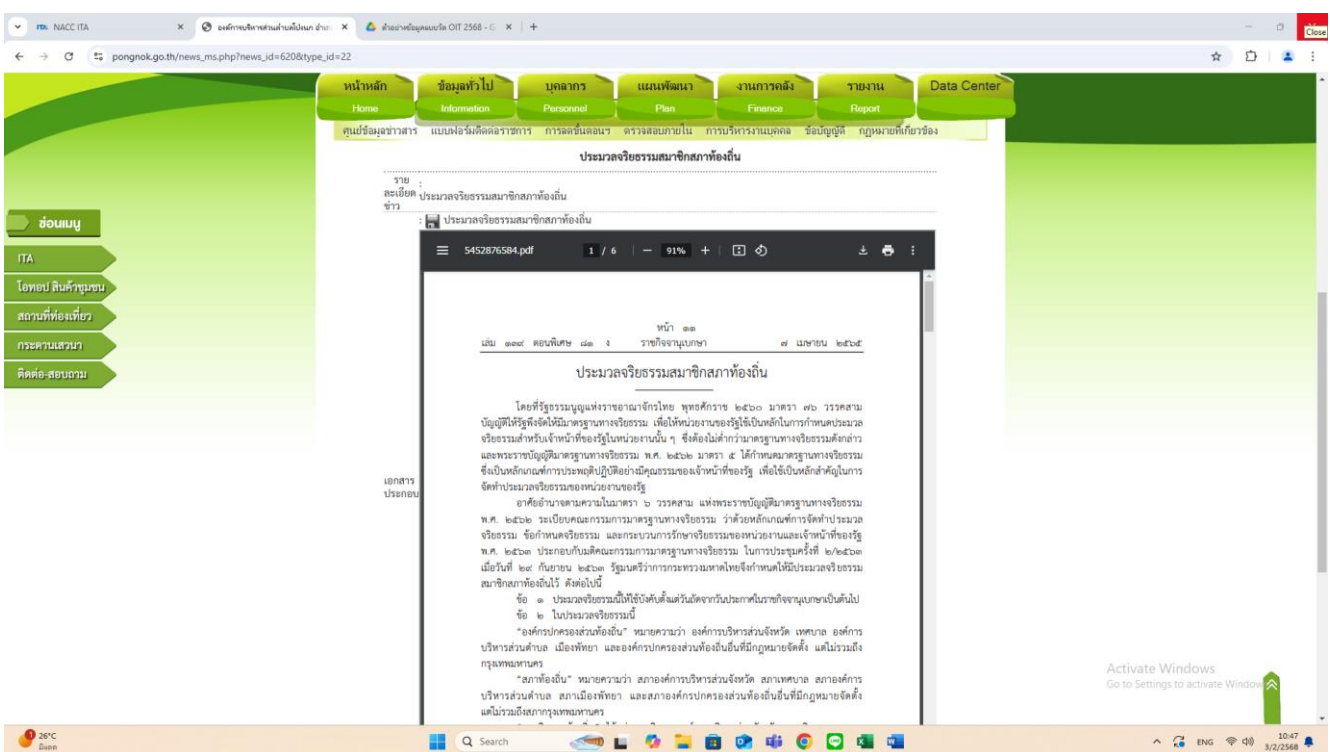 NACC ITA
องค์การบริหารส่วนตำบลโป่งนก อำเภ
ตัวอย่างข้อมูลแบบวัด OIT 2568 - G
Close
pongnok.go.th/news_ms.php?news_id=620&type_id=22
หน้าหลัก ข้อมูลทั่วไป บุคลากร แผนพัฒนา งานการคลัง รายงาน Data Center
Home Information Personnel Plan Finance Report
ศูนย์ข้อมูลข่าวสาร แบบฟอร์มติดต่อราชการ การลดขั้นตอนฯ ตรวจสอบภายใน การบริหารงานบุคคล ข้อบัญญัติ กฎหมายที่เกี่ยวข้อง
ประมวลจริยธรรมสมาชิกสภาท้องถิ่น
ราย
ละเอียด
ข่าว
:
ประมวลจริยธรรมสมาชิกสภาท้องถิ่น
: ประมวลจริยธรรมสมาชิกสภาท้องถิ่น
ซ่อนเมนู
ITA
โอทอป สินค้าชุมชน
สถานที่ท่องเที่ยว
กระดานเสวนา
ติดต่อ-สอบถาม
5452876584.pdf 1 / 6 91%
หน้า ๑๑
เล่ม ๑๓๙ ตอนพิเศษ ๘๑ ง ราชกิจจานุเบกษา ๗ เมษายน ๒๕๖๕
ประมวลจริยธรรมสมาชิกสภาท้องถิ่น
โดยที่รัฐธรรมนูญแห่งราชอาณาจักรไทย พุทธศักราช ๒๕๖๐ มาตรา ๗๖ วรรคสาม
บัญญัติให้รัฐพึงจัดให้มีมาตรฐานทางจริยธรรม เพื่อให้หน่วยงานของรัฐใช้เป็นหลักในการกำหนดประมวล
จริยธรรมสำหรับเจ้าหน้าที่ของรัฐในหน่วยงานนั้น ๆ ซึ่งต้องไม่ต่ำกว่ามาตรฐานทางจริยธรรมดังกล่าว
และพระราชบัญญัติมาตรฐานทางจริยธรรม พ.ศ. ๒๕๖๒ มาตรา ๕ ได้กำหนดมาตรฐานทางจริยธรรม
ซึ่งเป็นหลักเกณฑ์การประพฤติปฏิบัติอย่างมีคุณธรรมของเจ้าหน้าที่ของรัฐ เพื่อใช้เป็นหลักสำคัญในการ
จัดทำประมวลจริยธรรมของหน่วยงานของรัฐ
เอกสาร
ประกอบ
อาศัยอำนาจตามความในมาตรา ๖ วรรคสาม แห่งพระราชบัญญัติมาตรฐานทางจริยธรรม
พ.ศ. ๒๕๖๒ ระเบียบคณะกรรมการมาตรฐานทางจริยธรรม ว่าด้วยหลักเกณฑ์การจัดทำประมวล
จริยธรรม ข้อกำหนดจริยธรรม และกระบวนการรักษาจริยธรรมของหน่วยงานและเจ้าหน้าที่ของรัฐ
พ.ศ. ๒๕๖๓ ประกอบกับมติคณะกรรมการมาตรฐานทางจริยธรรม ในการประชุมครั้งที่ ๒/๒๕๖๓
เมื่อวันที่ ๒๙ กันยายน ๒๕๖๓ รัฐมนตรีว่าการกระทรวงมหาดไทยจึงกำหนดให้มีประมวลจริยธรรม
สมาชิกสภาท้องถิ่นไว้ ดังต่อไปนี้
ข้อ ๑ ประมวลจริยธรรมนี้ให้ใช้บังคับตั้งแต่วันถัดจากวันประกาศในราชกิจจานุเบกษาเป็นต้นไป
ข้อ ๒ ในประมวลจริยธรรมนี้
“องค์กรปกครองส่วนท้องถิ่น” หมายความว่า องค์การบริหารส่วนจังหวัด เทศบาล องค์การ
บริหารส่วนตำบล เมืองพัทยา และองค์กรปกครองส่วนท้องถิ่นอื่นที่มีกฎหมายจัดตั้ง แต่ไม่รวมถึง
กรุงเทพมหานคร
“สภาท้องถิ่น” หมายความว่า สภาองค์การบริหารส่วนจังหวัด สภาเทศบาล สภาองค์การ
บริหารส่วนตำบล สภาเมืองพัทยา และสภาองค์กรปกครองส่วนท้องถิ่นอื่นที่มีกฎหมายจัดตั้ง
แต่ไม่รวมถึงสภากรุงเทพมหานคร
Activate Windows
Go to Settings to activate Window
26°C
Search
ENG
10:47
3/2/2568